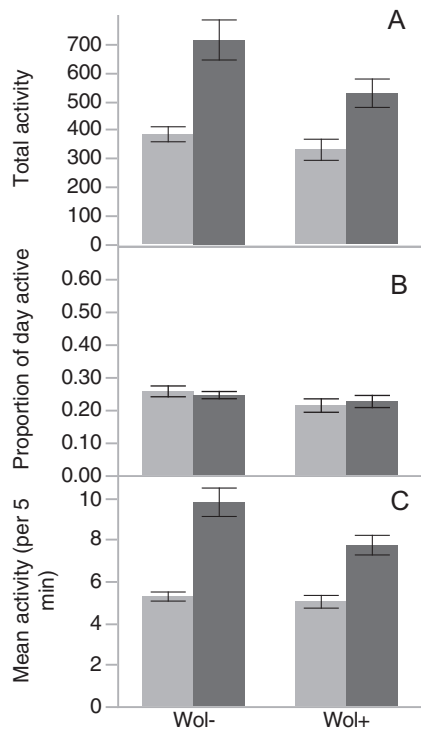 A
Total activity
700
600
500
400
300
200
100
0
B
Proportion of day active
0.60
0.50
0.40
0.30
0.20
0.10
0.00
C
Mean activity (per 5
min)
10
8
6
4
2
0
Wol- Wol+